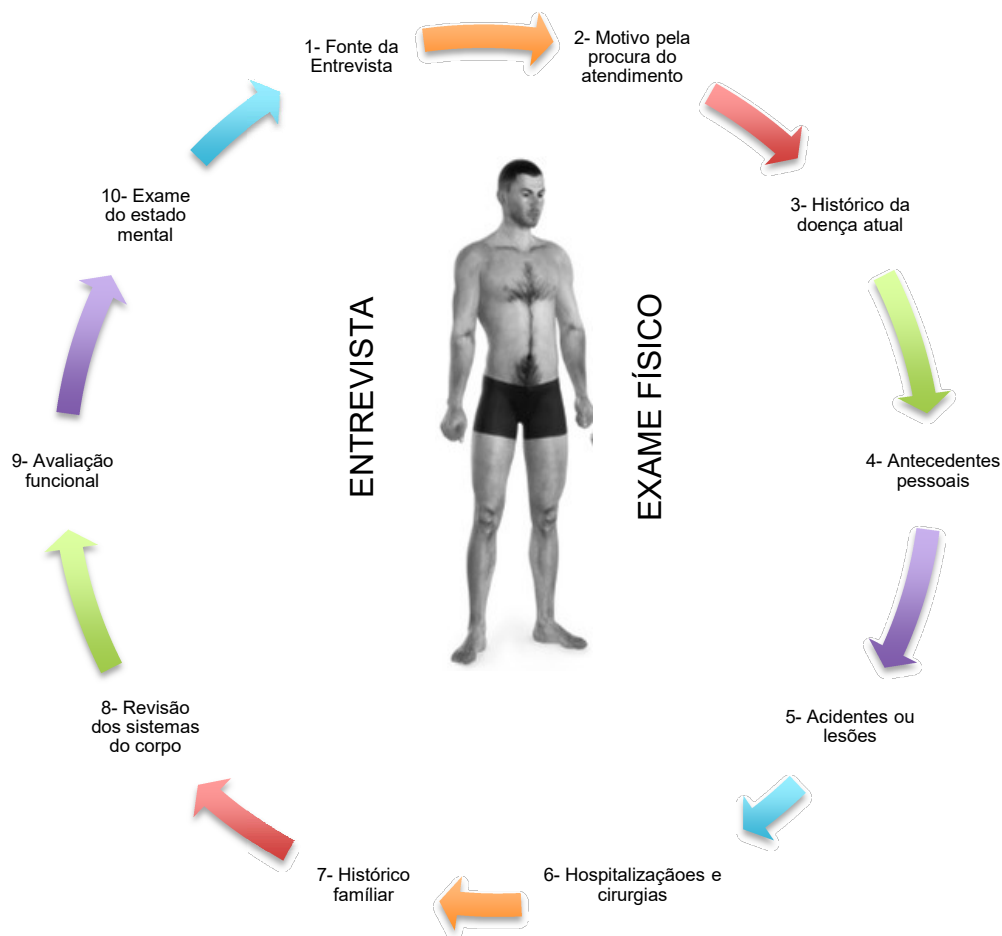 1- Fonte da
Entrevista
2- Motivo pela
procura do
atendimento
3- Histórico da
doença atual
4- Antecedentes
pessoais
5- Acidentes ou
lesões
6- Hospitalizaçãoes e
cirurgias
7- Histórico
famíliar
8- Revisão
dos sistemas
do corpo
9- Avaliação
funcional
10- Exame
do estado
mental
ENTREVISTA
EXAME FÍSICO